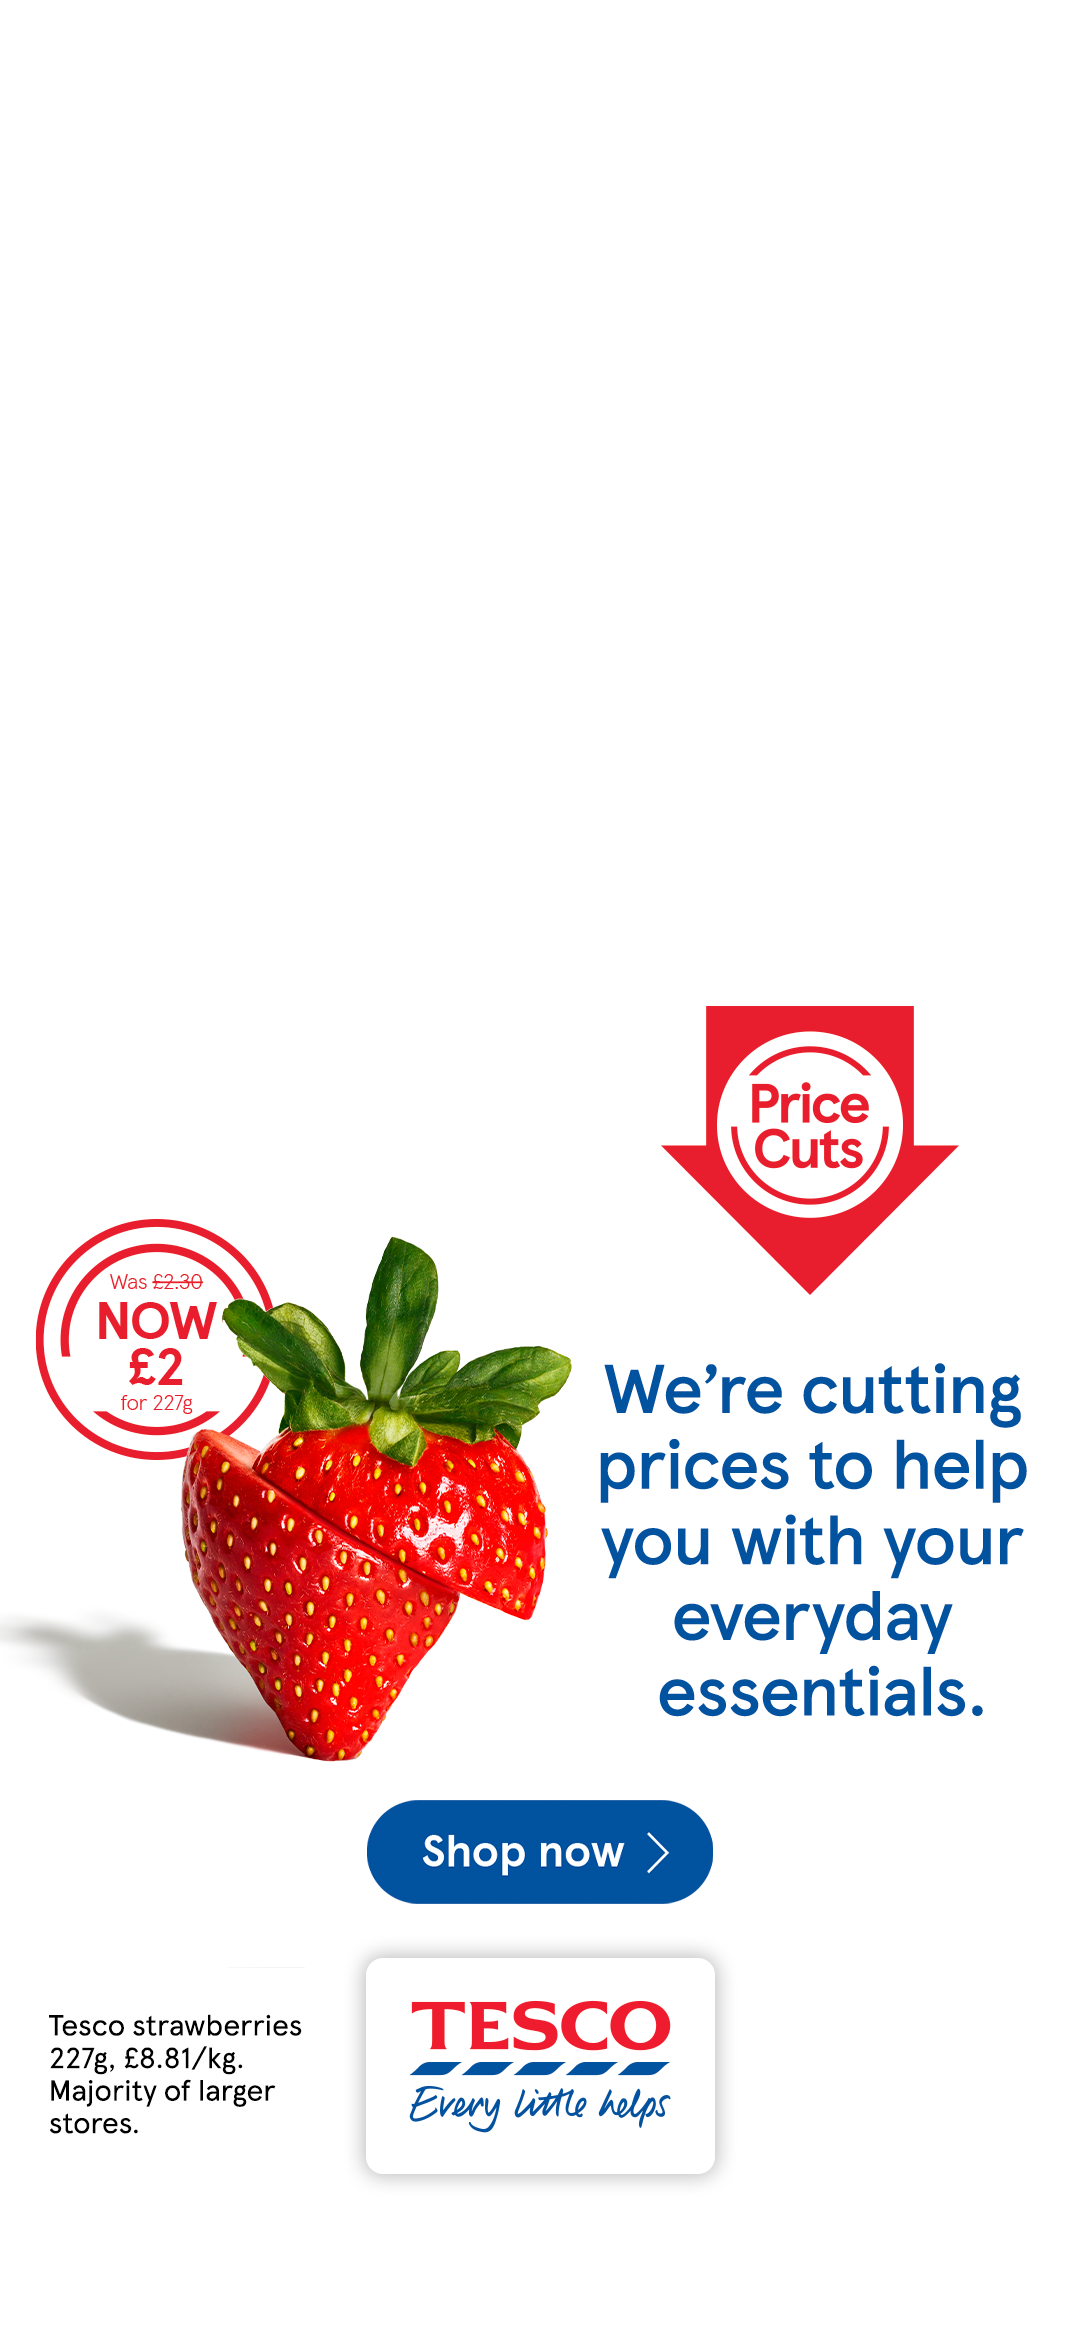 Price
Cuts
Was £2.30
NOW
£2
for 227g
We’re cutting
prices to help
you with your
everyday
essentials.
Shop now
Tesco strawberries
227g, £8.81/kg.
Majority of larger
stores.
TESCO
Every little helps